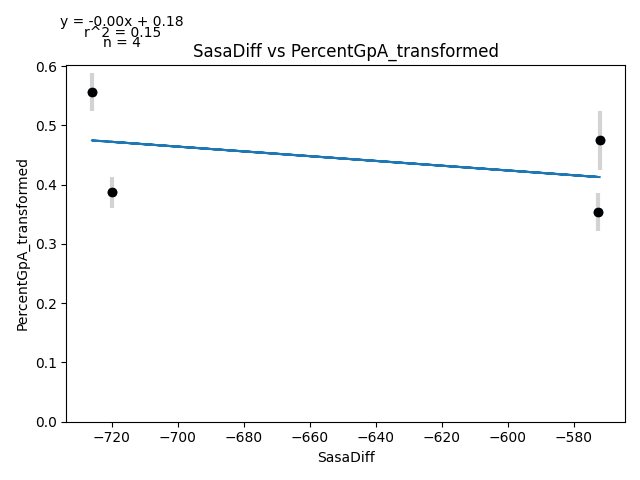 y = -0.00x + 0.18
r^2 = 0.15
n = 4
SasaDiff vs PercentGpA_transformed
0.6
0.5
0.4
0.3
0.2
0.1
0.0
PercentGpA_transformed
−720
−700
−680
−660
−640
−620
−600
−580
SasaDiff